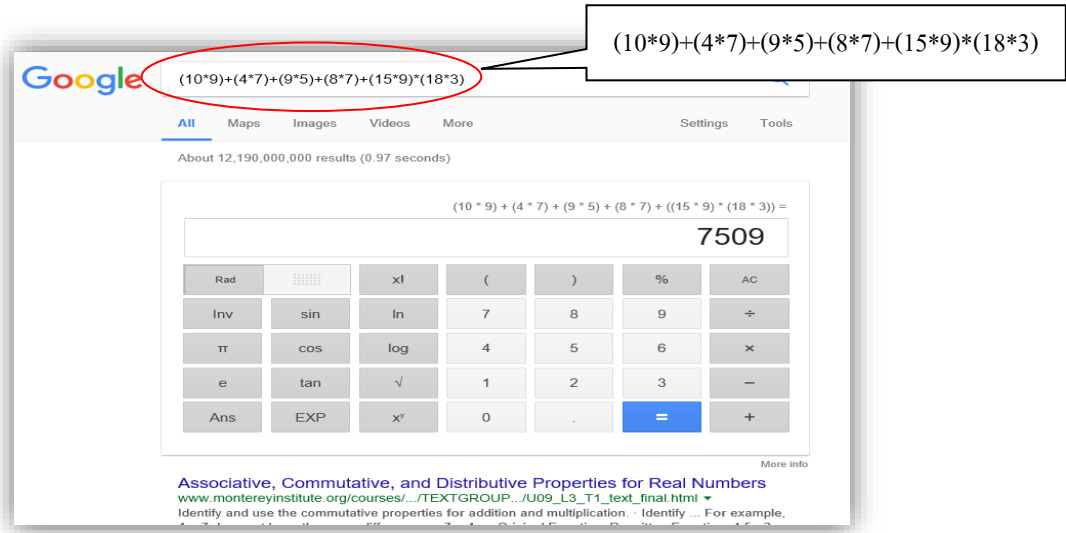 (10*9)+(4*7)+(9*5)+(8*7)+(15*9)*(18*3)
Google
(10*9)+(4*7)+(9*5)+(8*7)+(15*9)*(18*3)
All Maps Images Videos More Settings Tools
About 12,190,000,000 results (0.97 seconds)
(10 * 9) + (4 * 7) + (9 * 5) + (8 * 7) + ((15 * 9) * (18 * 3)) =
7509
Rad x! ( ) % AC
Inv sin ln 7 8 9 ÷
π cos log 4 5 6 ×
e tan √ 1 2 3 −
Ans EXP xʸ 0 . = +
More info
Associative, Commutative, and Distributive Properties for Real Numbers
www.montereyinstitute.org/courses/.../TEXTGROUP.../U09_L3_T1_text_final.html
Identify and use the commutative properties for addition and multiplication. · Identify ... For example,